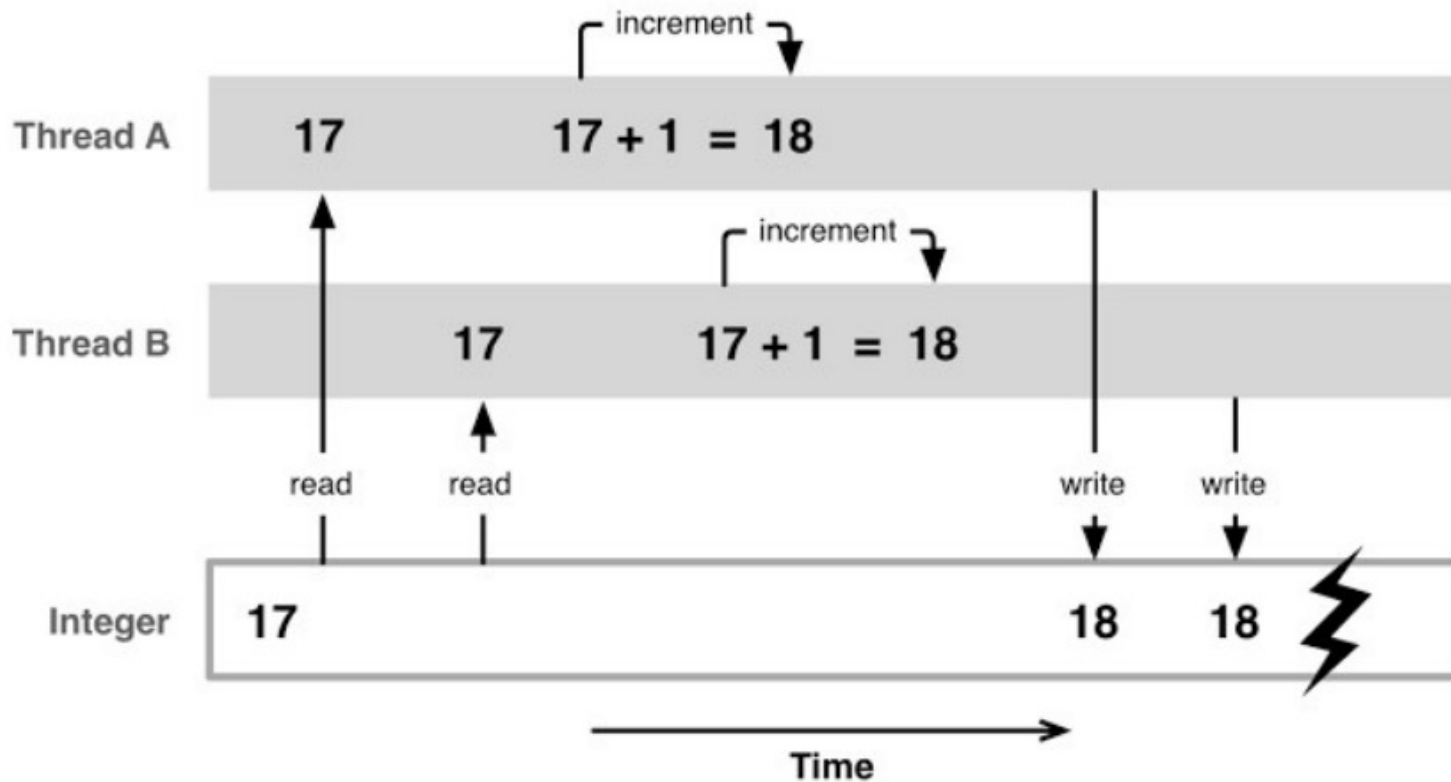 increment
Thread A 17 17 + 1 = 18
increment
Thread B 17 17 + 1 = 18
read read write write
Integer 17 18 18
Time